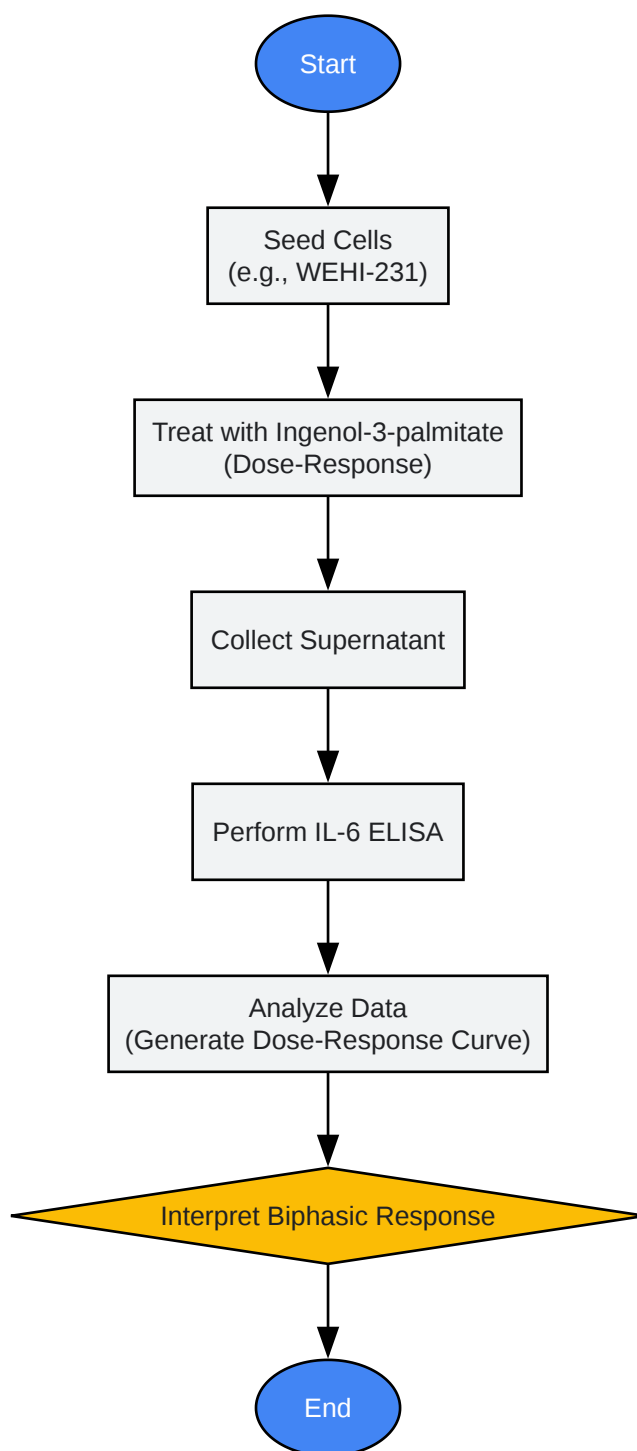 Start
Seed Cells
(e.g., WEHI-231)
Treat with Ingenol-3-palmitate
(Dose-Response)
Collect Supernatant
Perform IL-6 ELISA
Analyze Data
(Generate Dose-Response Curve)
Interpret Biphasic Response
End